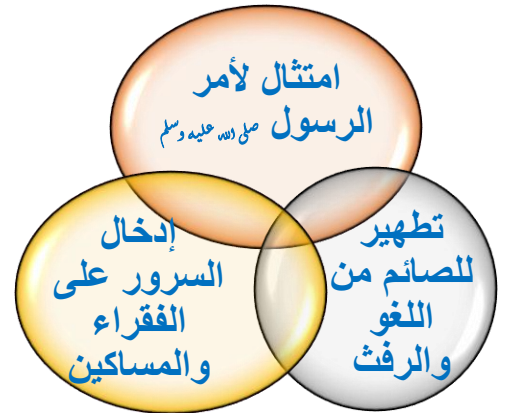 امتثال لأمر
الرسول صلى الله عليه وسلم
تطهير
للصائم من
اللغو
والرفث
إدخال
السرور على
الفقراء
والمساكين